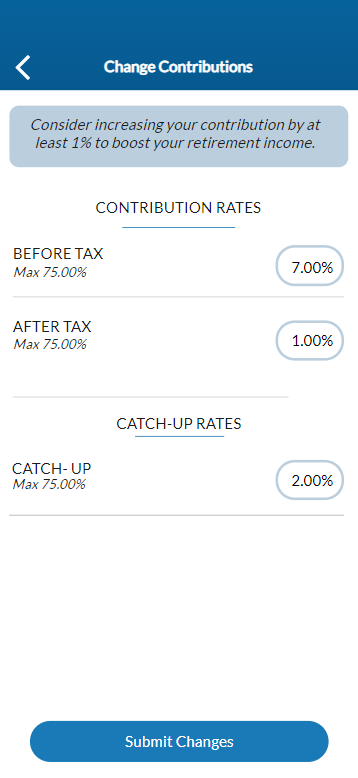 Change Contributions
Consider increasing your contribution by at
least 1% to boost your retirement income.
CONTRIBUTION RATES
BEFORE TAX
Max 75.00%
7.00%
AFTER TAX
Max 75.00%
1.00%
CATCH-UP RATES
CATCH- UP
Max 75.00%
2.00%
Submit Changes